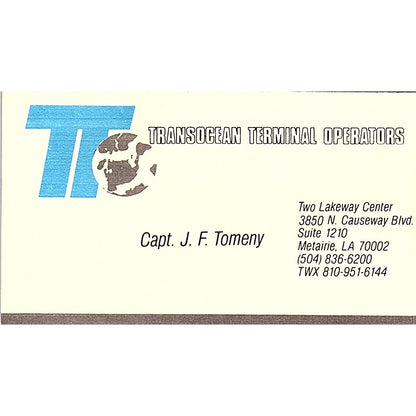 TT
TRANSOCEAN TERMINAL OPERATORS
Capt. J. F. Tomeny
Two Lakeway Center
3850 N. Causeway Blvd.
Suite 1210
Metairie, LA 70002
(504) 836-6200
TWX 810-951-6144